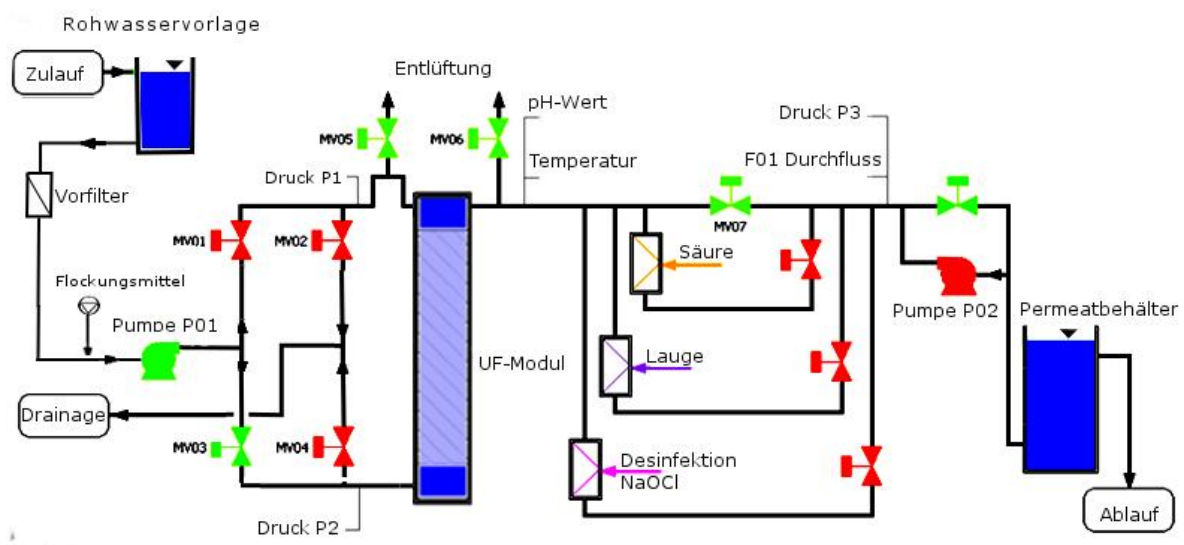 Rohwasservorlage
Zulauf
Entlüftung
pH-Wert
Druck P3
MV05
MV06
Temperatur
F01 Durchfluss
Vorfilter
Druck P1
MV01
MV02
MV07
Säure
Flockungsmittel
Pumpe P02
Permeatbehälter
Pumpe P01
UF-Modul
Lauge
Drainage
MV03
MV04
Desinfektion
NaOCl
Druck P2
Ablauf